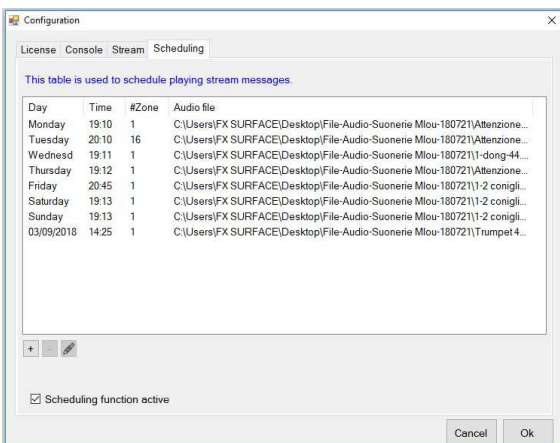 Configuration
License Console Stream Scheduling
This table is used to schedule playing stream messages.
Day Time #Zone Audio file
Monday 19:10 1 C:\Users\FX SURFACE\Desktop\File-Audio-Suonerie Mlou-180721\Attenzione...
Tuesday 20:10 16 C:\Users\FX SURFACE\Desktop\File-Audio-Suonerie Mlou-180721\Attenzione...
Wednesd 19:11 1 C:\Users\FX SURFACE\Desktop\File-Audio-Suonerie Mlou-180721\1-dong-44....
Thursday 19:12 1 C:\Users\FX SURFACE\Desktop\File-Audio-Suonerie Mlou-180721\Attenzione...
Friday 20:45 1 C:\Users\FX SURFACE\Desktop\File-Audio-Suonerie Mlou-180721\1-2 conigli...
Saturday 19:13 1 C:\Users\FX SURFACE\Desktop\File-Audio-Suonerie Mlou-180721\1-2 conigli...
Sunday 19:13 1 C:\Users\FX SURFACE\Desktop\File-Audio-Suonerie Mlou-180721\1-2 conigli...
03/09/2018 14:25 1 C:\Users\FX SURFACE\Desktop\File-Audio-Suonerie Mlou-180721\Trumpet 4...
+ -
Scheduling function active
Cancel Ok